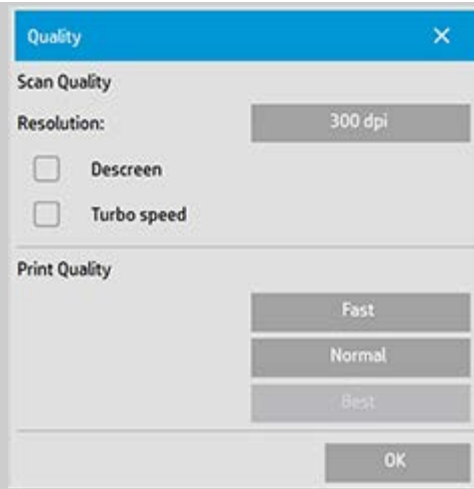 Quality
Scan Quality
Resolution: 300 dpi
Descreen
Turbo speed
Print Quality
Fast
Normal
Best
OK